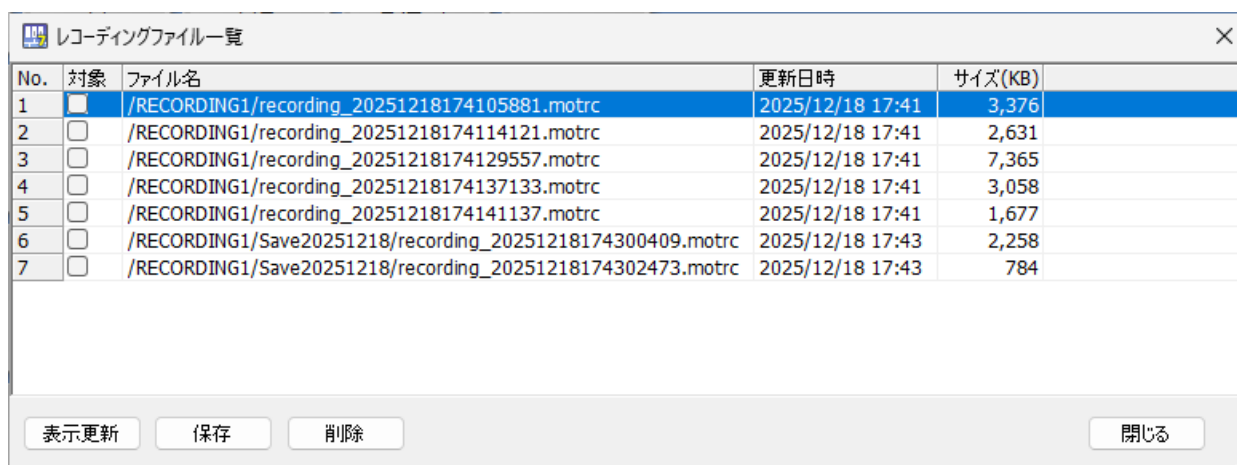 レコーディングファイル一覧
No. 対象 ファイル名 更新日時 サイズ(KB)
1 /RECORDING1/recording_20251218174105881.motrc 2025/12/18 17:41 3,376
2 /RECORDING1/recording_20251218174114121.motrc 2025/12/18 17:41 2,631
3 /RECORDING1/recording_20251218174129557.motrc 2025/12/18 17:41 7,365
4 /RECORDING1/recording_20251218174137133.motrc 2025/12/18 17:41 3,058
5 /RECORDING1/recording_20251218174141137.motrc 2025/12/18 17:41 1,677
6 /RECORDING1/Save20251218/recording_20251218174300409.motrc 2025/12/18 17:43 2,258
7 /RECORDING1/Save20251218/recording_20251218174302473.motrc 2025/12/18 17:43 784
表示更新 保存 削除 閉じる